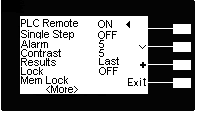 PLC Remote ON
Single Step OFF
Alarm 5
Contrast 5
Results Last
Lock OFF
Mem Lock Exit
<More>